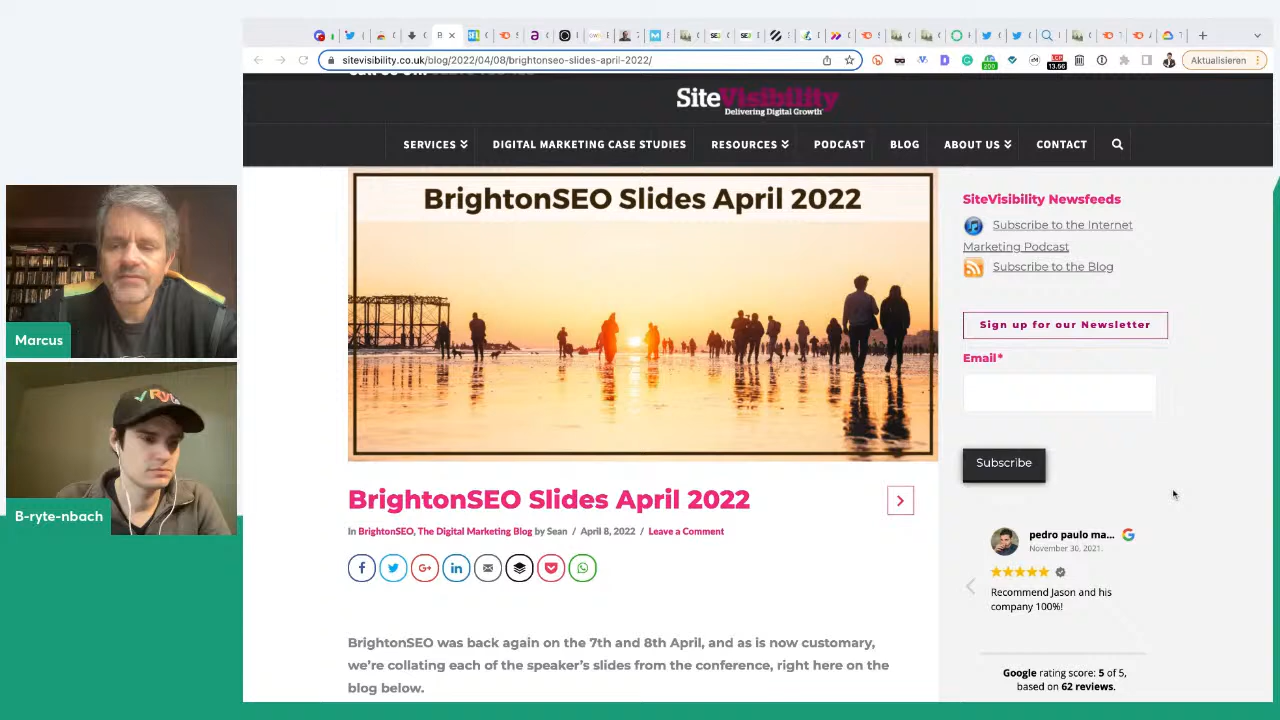 sitevisibility.co.uk/blog/2022/04/08/brightonseo-slides-april-2022/
Aktualisieren
SiteVisibility
Delivering Digital Growth
SERVICES
DIGITAL MARKETING CASE STUDIES
RESOURCES
PODCAST
BLOG
ABOUT US
CONTACT
BrightonSEO Slides April 2022
SiteVisibility Newsfeeds
Subscribe to the Internet
Marketing Podcast
Subscribe to the Blog
Sign up for our Newsletter
Email*
Subscribe
Marcus
B-ryte-nbach
BrightonSEO Slides April 2022
In BrightonSEO, The Digital Marketing Blog by Sean / April 8, 2022 / Leave a Comment
BrightonSEO was back again on the 7th and 8th April, and as is now customary,
we're collating each of the speaker's slides from the conference, right here on the
blog below.
pedro paulo ma...
November 30, 2021.
Recommend Jason and his
company 100%!
Google rating score: 5 of 5,
based on 62 reviews.